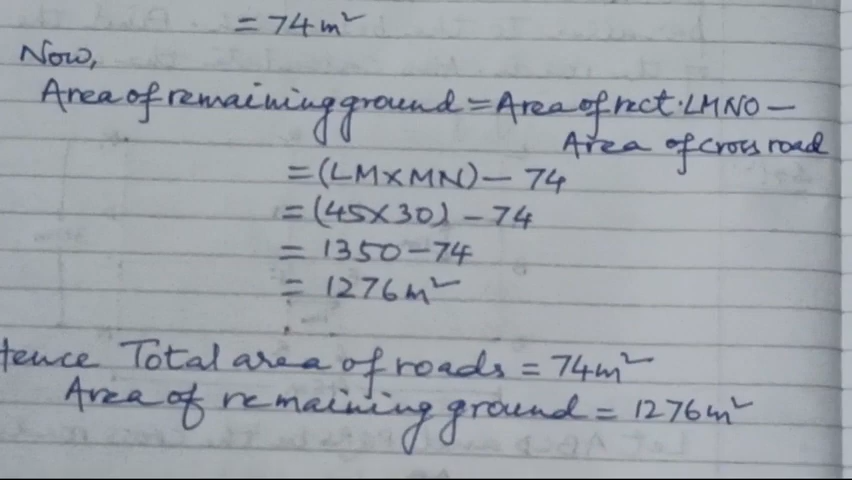 = 74 m²
Now,
Area of remaining ground = Area of rect. LMNO −
Area of cross road
= (LM × MN) − 74
= (45 × 30) − 74
= 1350 − 74
= 1276 m²
Hence Total area of roads = 74 m²
Area of remaining ground = 1276 m²